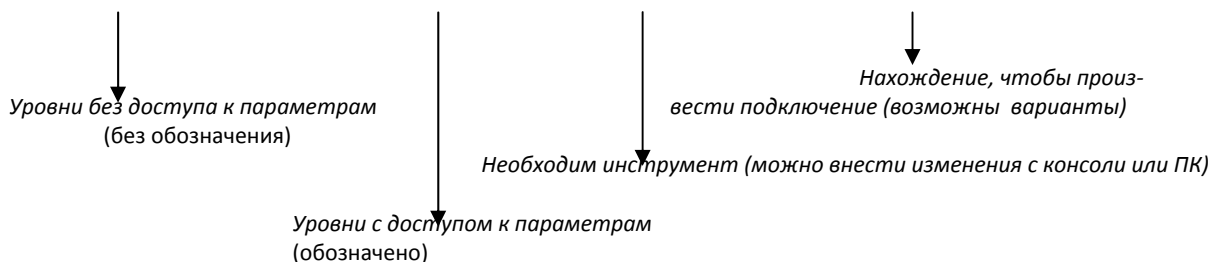 Нахождение, чтобы произ-
Уровни без доступа к параметрам
вести подключение (возможны варианты)
(без обозначения)
Необходим инструмент (можно внести изменения с консоли или ПК)
Уровни с доступом к параметрам
(обозначено)